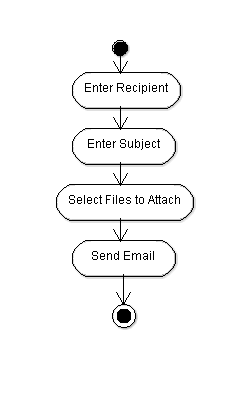 Enter Recipient
Enter Subject
Select Files to Attach
Send Email